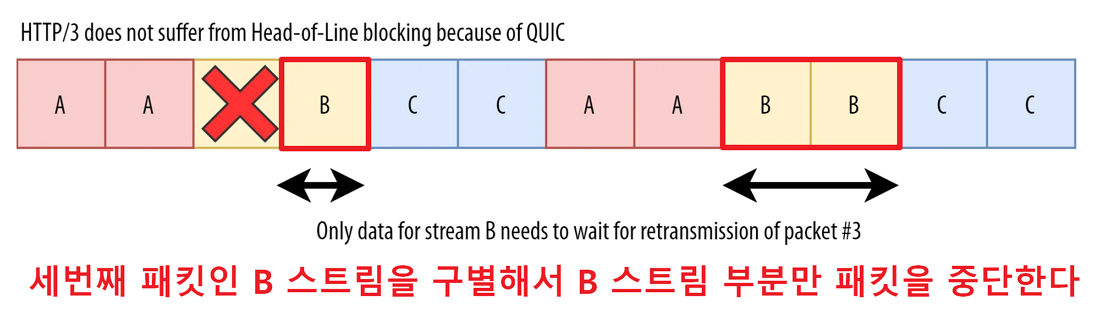 HTTP/3 does not suffer from Head-of-Line blocking because of QUIC
A A B C C A A B B C C
Only data for stream B needs to wait for retransmission of packet #3
세번째 패킷인 B 스트림을 구별해서 B 스트림 부분만 패킷을 중단한다